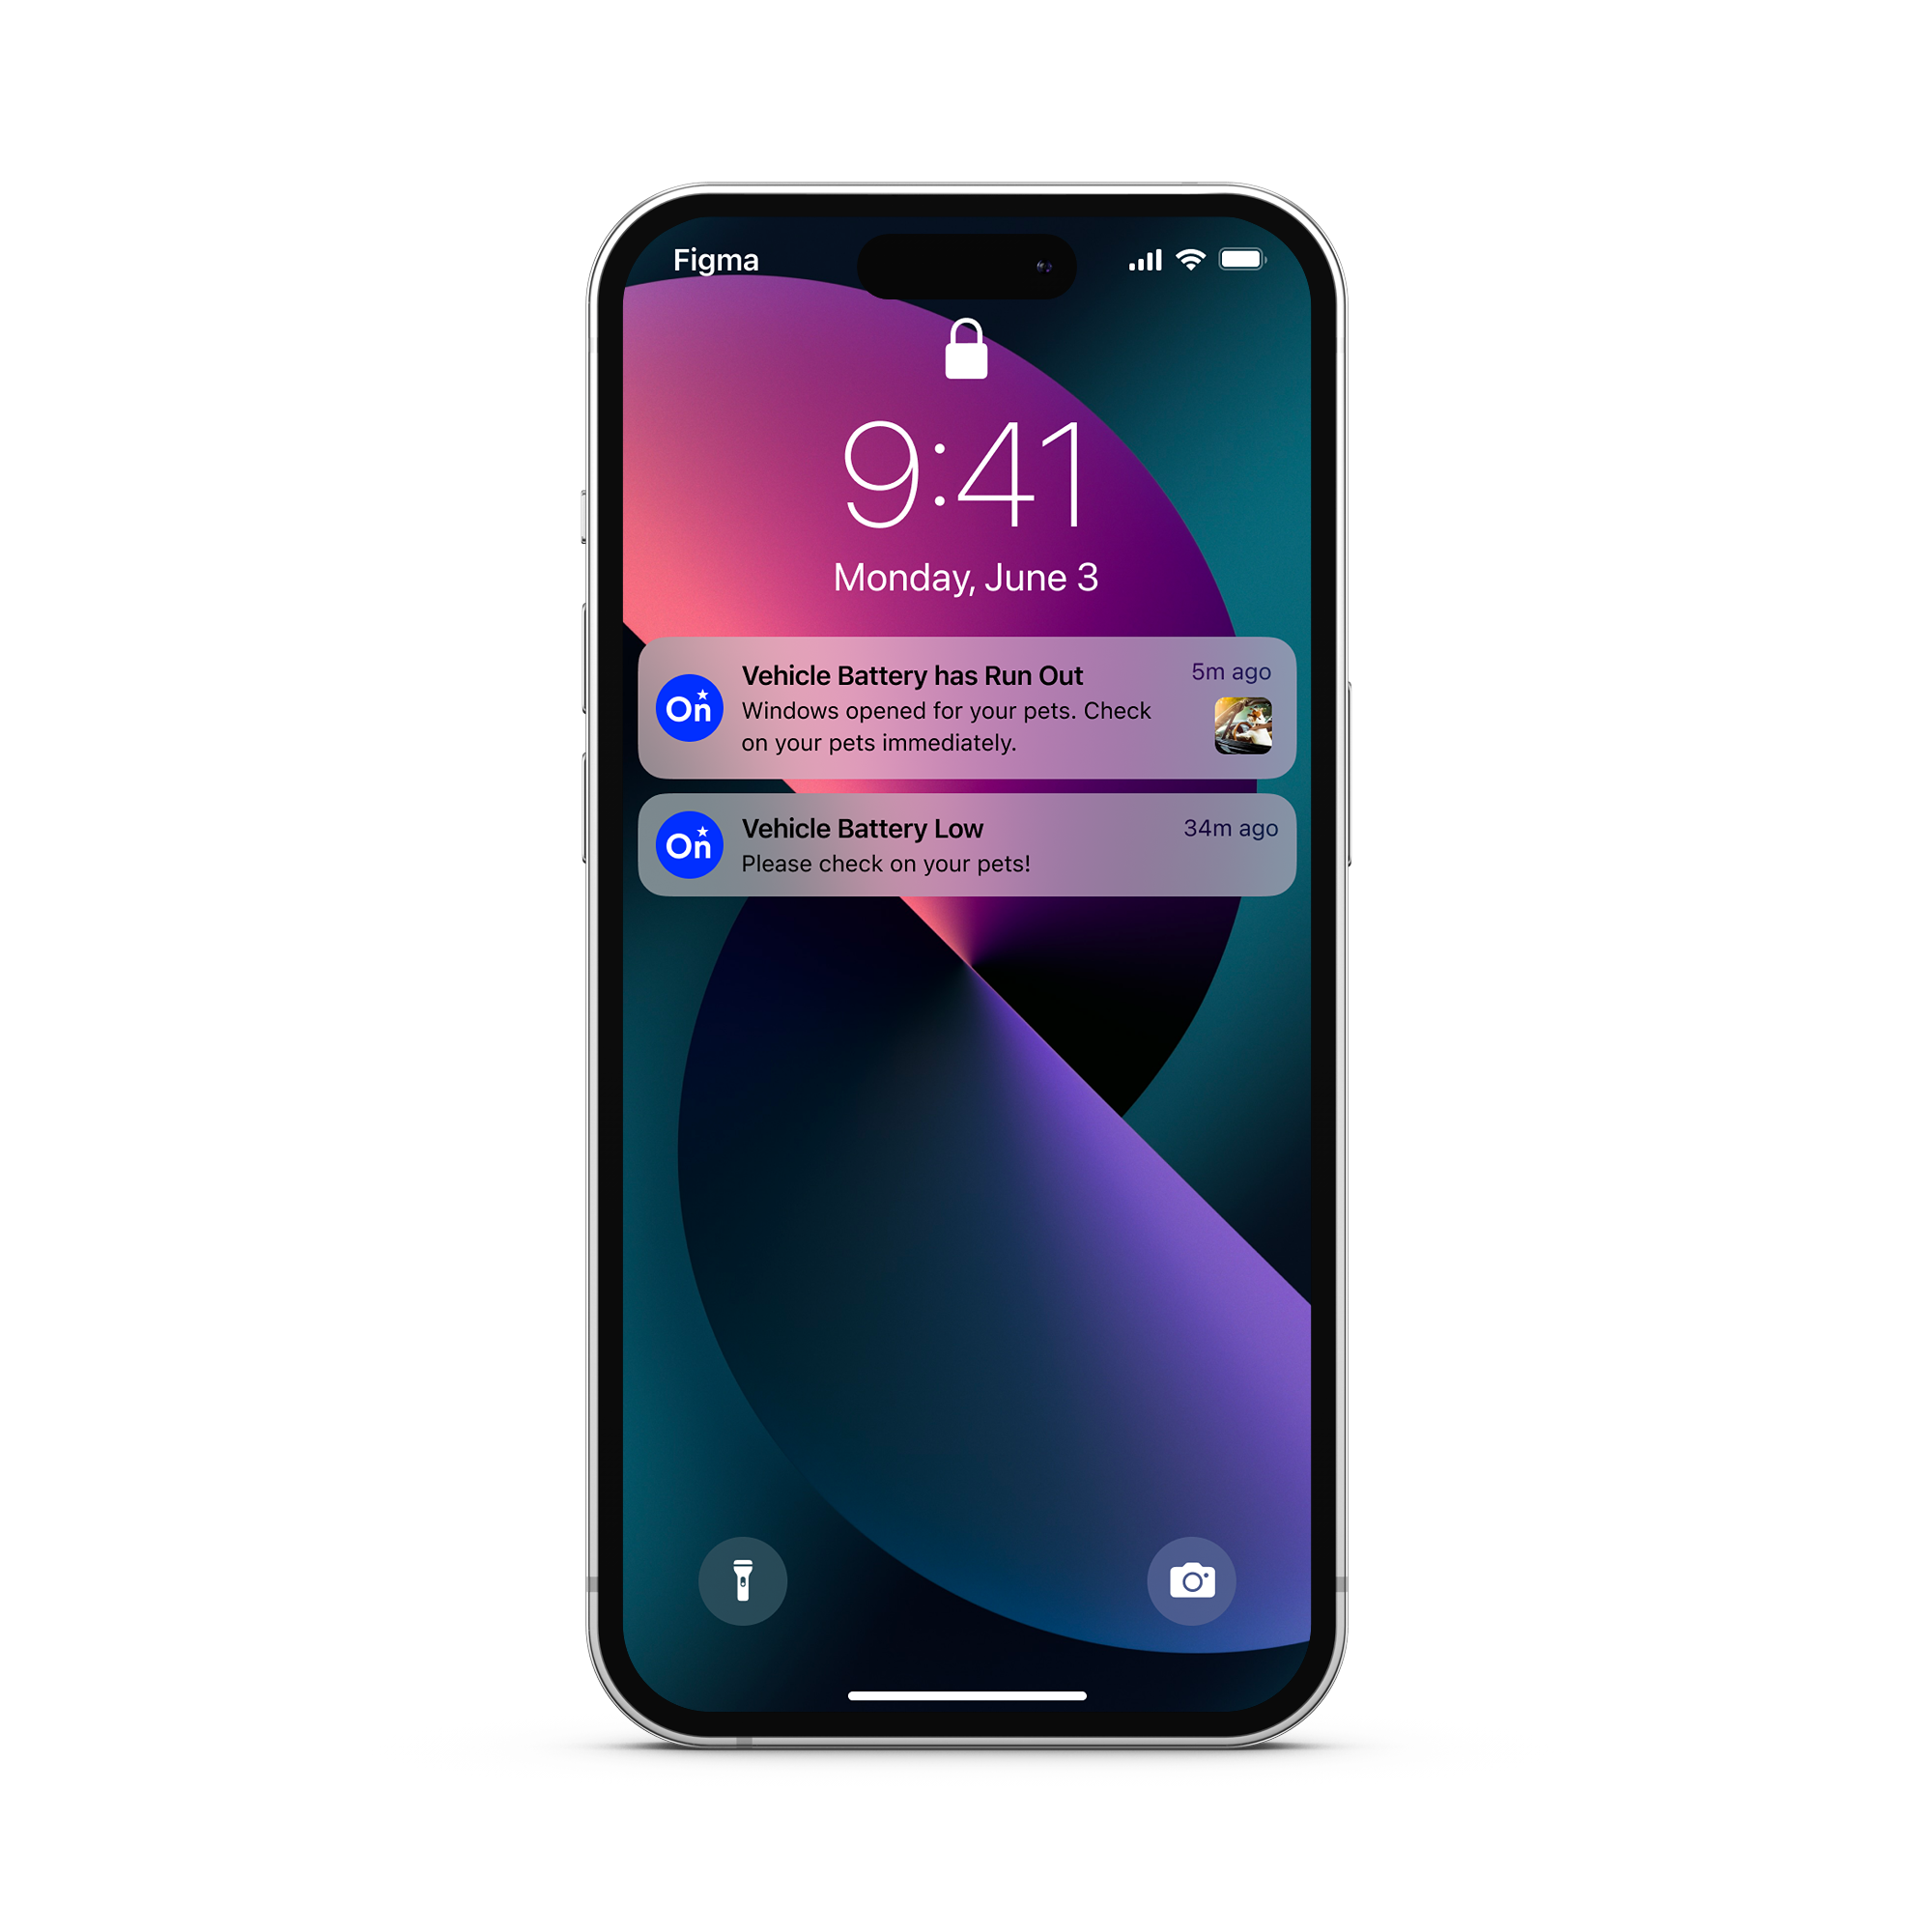 Figma
9:41
Monday, June 3
On
Vehicle Battery has Run Out
5m ago
Windows opened for your pets. Check
on your pets immediately.
On
Vehicle Battery Low
34m ago
Please check on your pets!